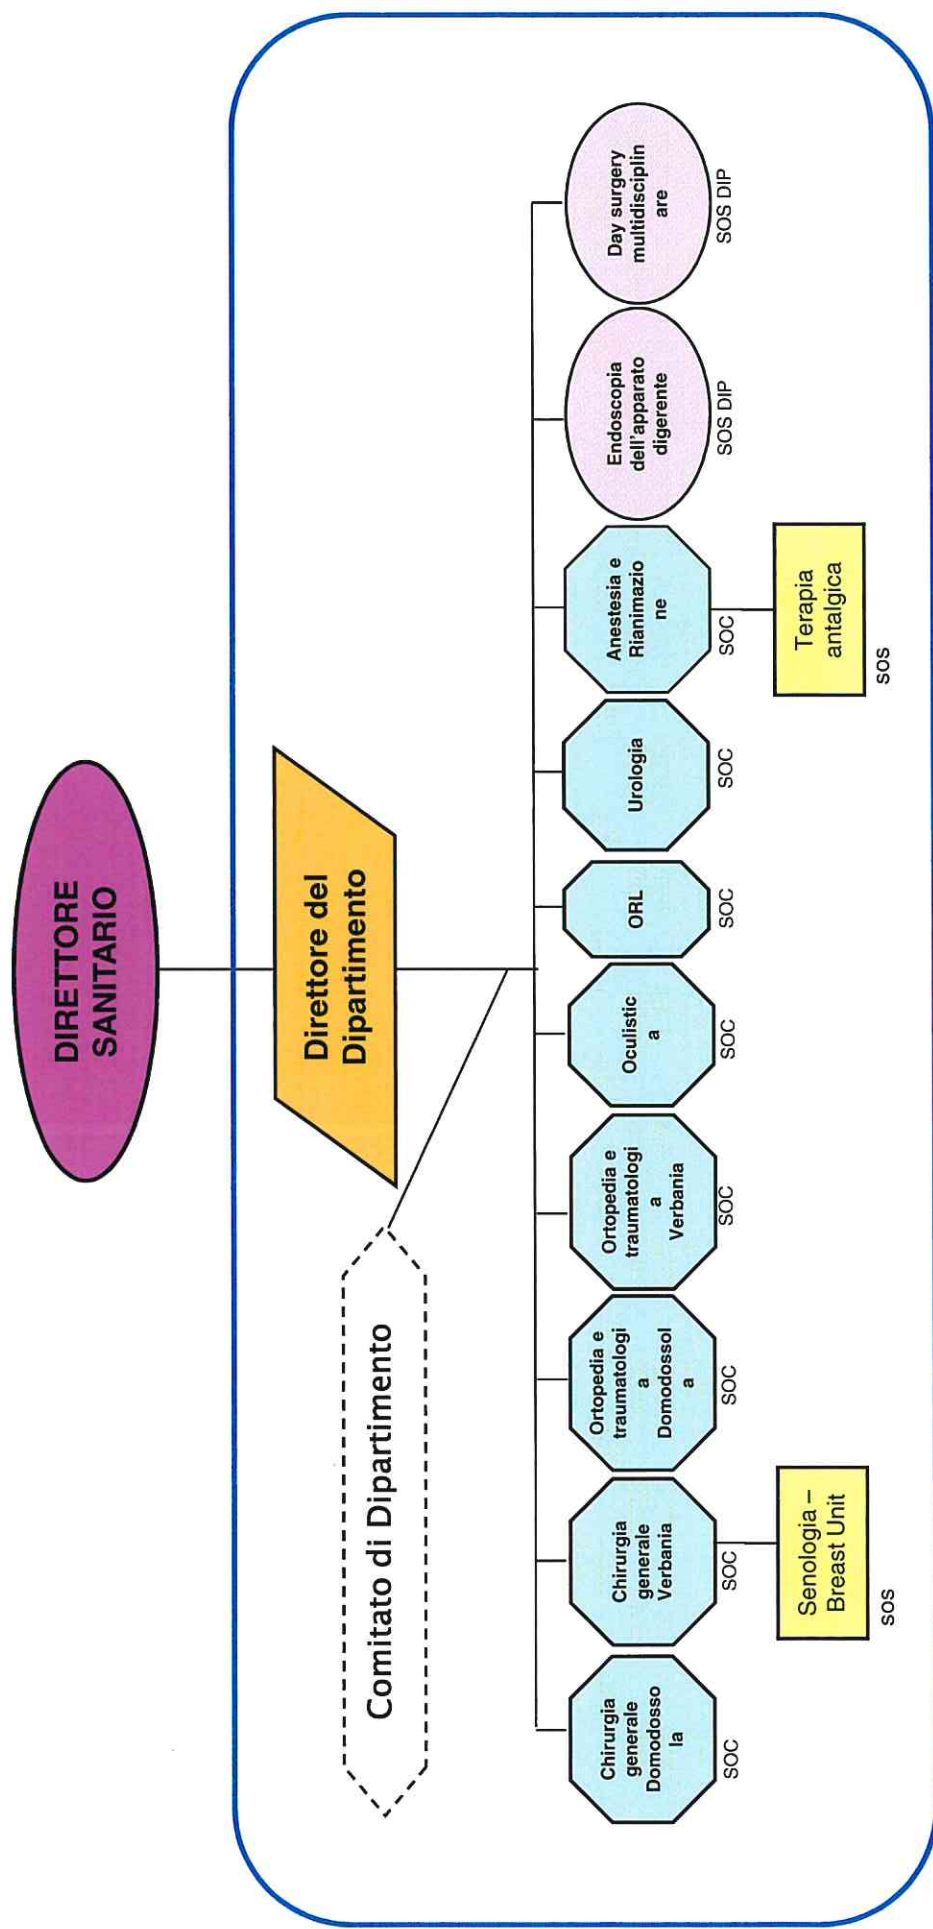 DIRETTORE
SANITARIO
Direttore del
Dipartimento
Comitato di Dipartimento
Chirurgia
generale
Domodosso
la
SOC
Chirurgia
generale
Verbania
SOC
Ortopedia e
traumatologi
a
Domodossol
a
SOC
Ortopedia e
traumatologi
a
Verbania
SOC
Oculistic
a
SOC
ORL
SOC
Urologia
SOC
Anestesia e
Rianimazio
ne
SOC
Endoscopia
dell'apparato
digerente
SOS DIP
Day surgery
multidisciplin
are
SOS DIP
Senologia –
Breast Unit
SOS
Terapia
antalgica
SOS